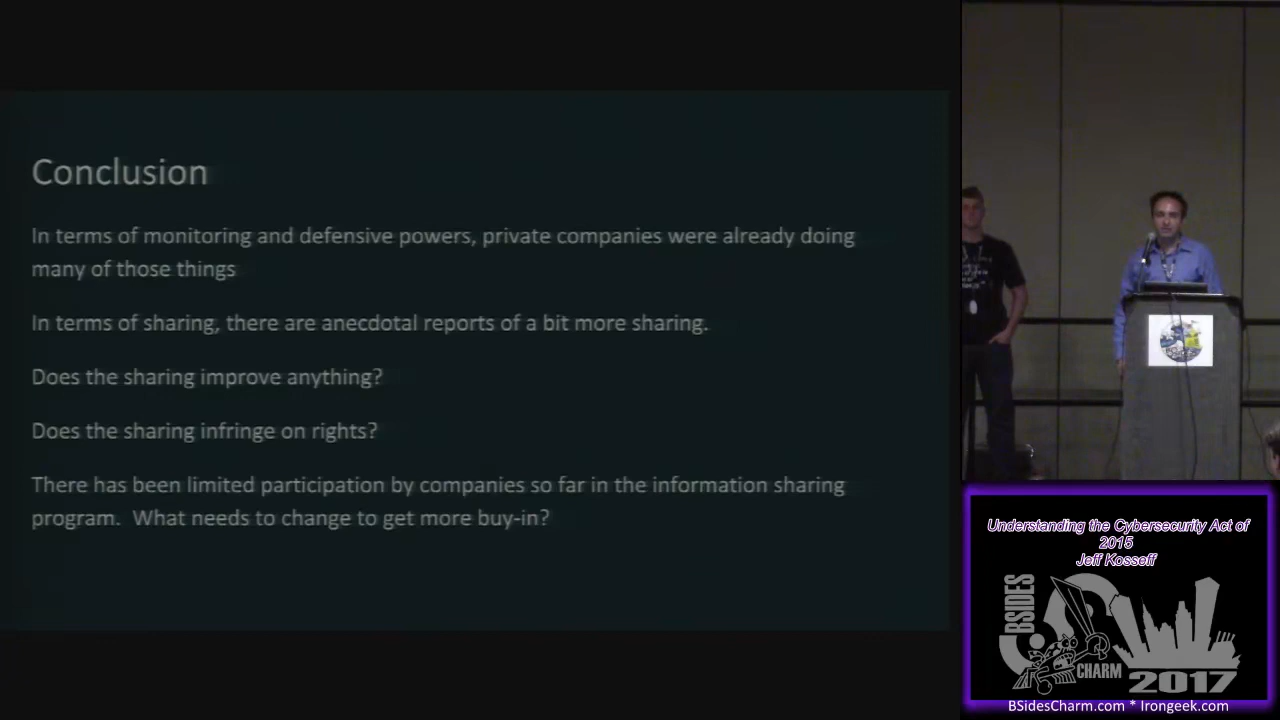 Conclusion
In terms of monitoring and defensive powers, private companies were already doing
many of those things
In terms of sharing, there are anecdotal reports of a bit more sharing.
Does the sharing improve anything?
Does the sharing infringe on rights?
There has been limited participation by companies so far in the information sharing
program.  What needs to change to get more buy-in?
Understanding the Cybersecurity Act of
2015
Jeff Kosseff
BSIDES
CHARM
2017
BSidesCharm.com * Irongeek.com